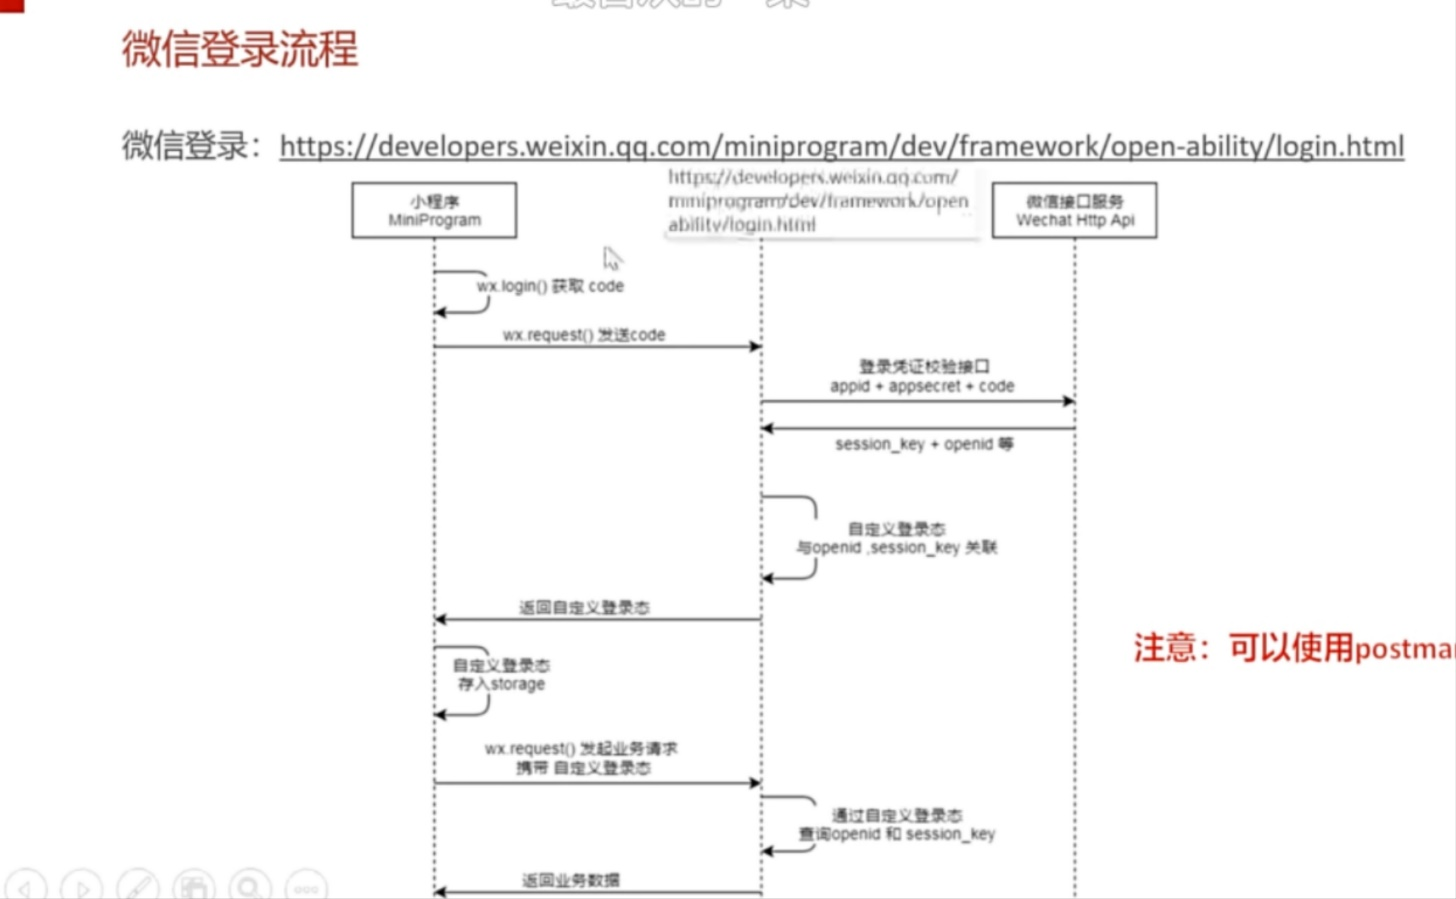 微信登录流程
微信登录：https://developers.weixin.qq.com/miniprogram/dev/framework/open-ability/login.html
小程序
MiniProgram
https://developers.weixin.qq.com/
miniprogram/dev/framework/open
ability/login.html
微信接口服务
Wechat Http Api
wx.login() 获取 code
wx.request() 发送code
登录凭证校验接口
appid + appsecret + code
session_key + openid 等
自定义登录态
与openid ,session_key 关联
返回自定义登录态
自定义登录态
存入storage
注意：可以使用postma
wx.request() 发起业务请求
携带 自定义登录态
通过自定义登录态
查询openid 和 session_key
返回业务数据